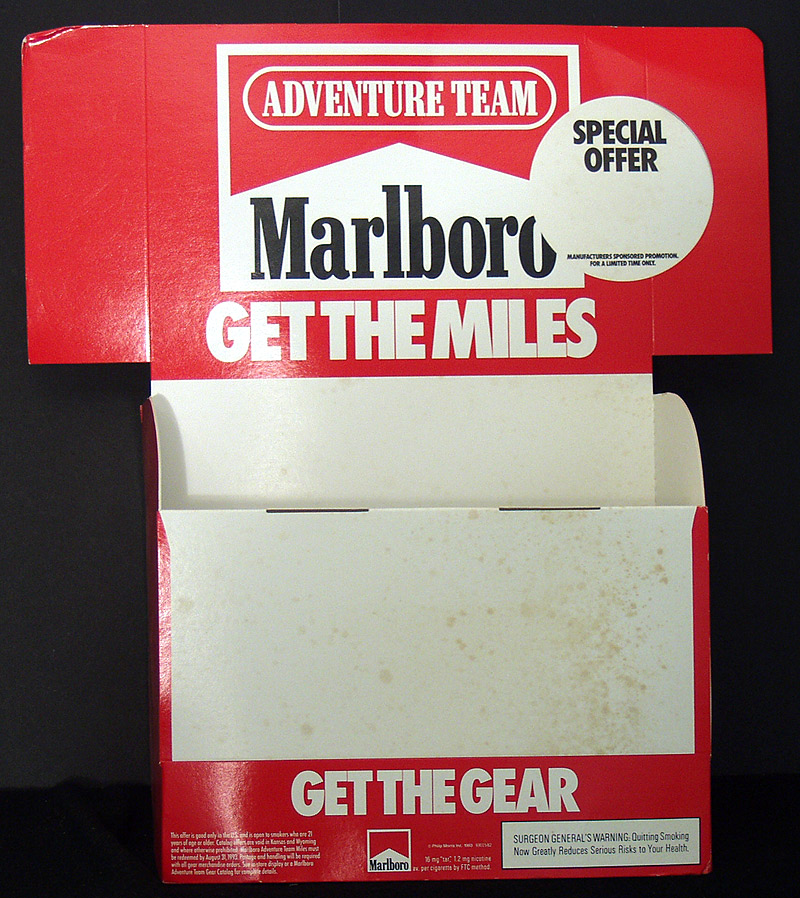 ADVENTURE TEAM
SPECIAL
OFFER
Marlboro
MANUFACTURERS SPONSORED PROMOTION.
FOR A LIMITED TIME ONLY.
GET THE MILES
GET THE GEAR
This offer is good only in the U.S. and is open to smokers who are 21
years of age or older. Catalog offers are void in Kansas and Wyoming
and where otherwise prohibited. Marlboro Adventure Team Miles must
be redeemed by August 31, 1993. Postage and handling will be required
with all gear merchandise orders. See in-store display or a Marlboro
Adventure Team Gear Catalog for complete details.
Marlboro
© Philip Morris Inc. 1993
16 mg "tar," 1.2 mg nicotine
av. per cigarette by FTC method.
SURGEON GENERAL'S WARNING: Quitting Smoking
Now Greatly Reduces Serious Risks to Your Health.